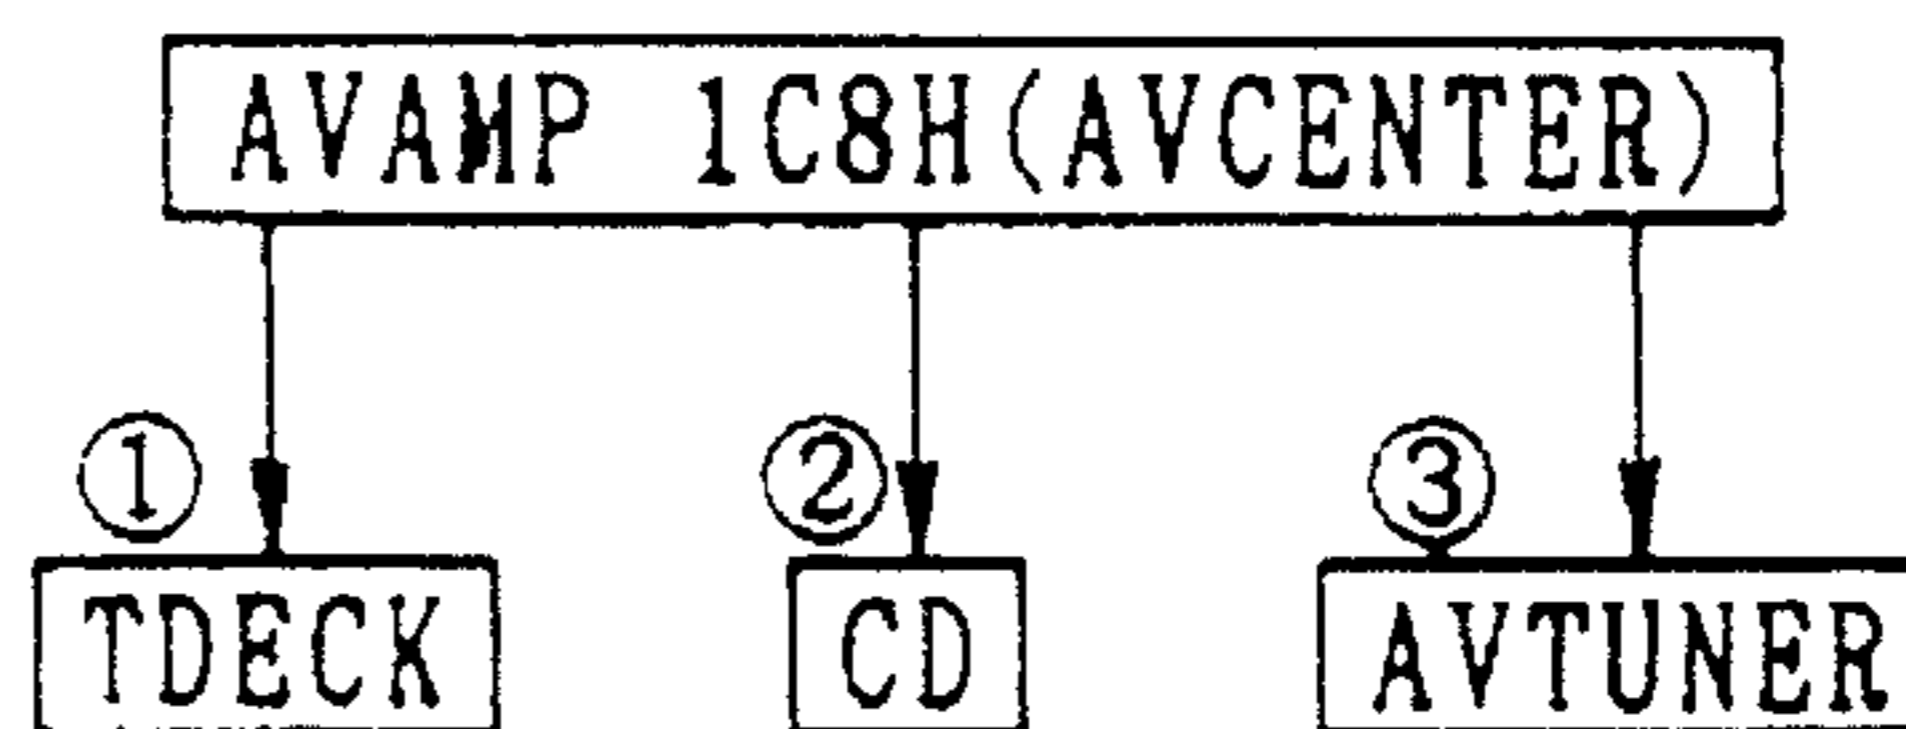 AVAMP 1C8H(AVCENTER)
① ② ③
TDECK CD AVTUNER